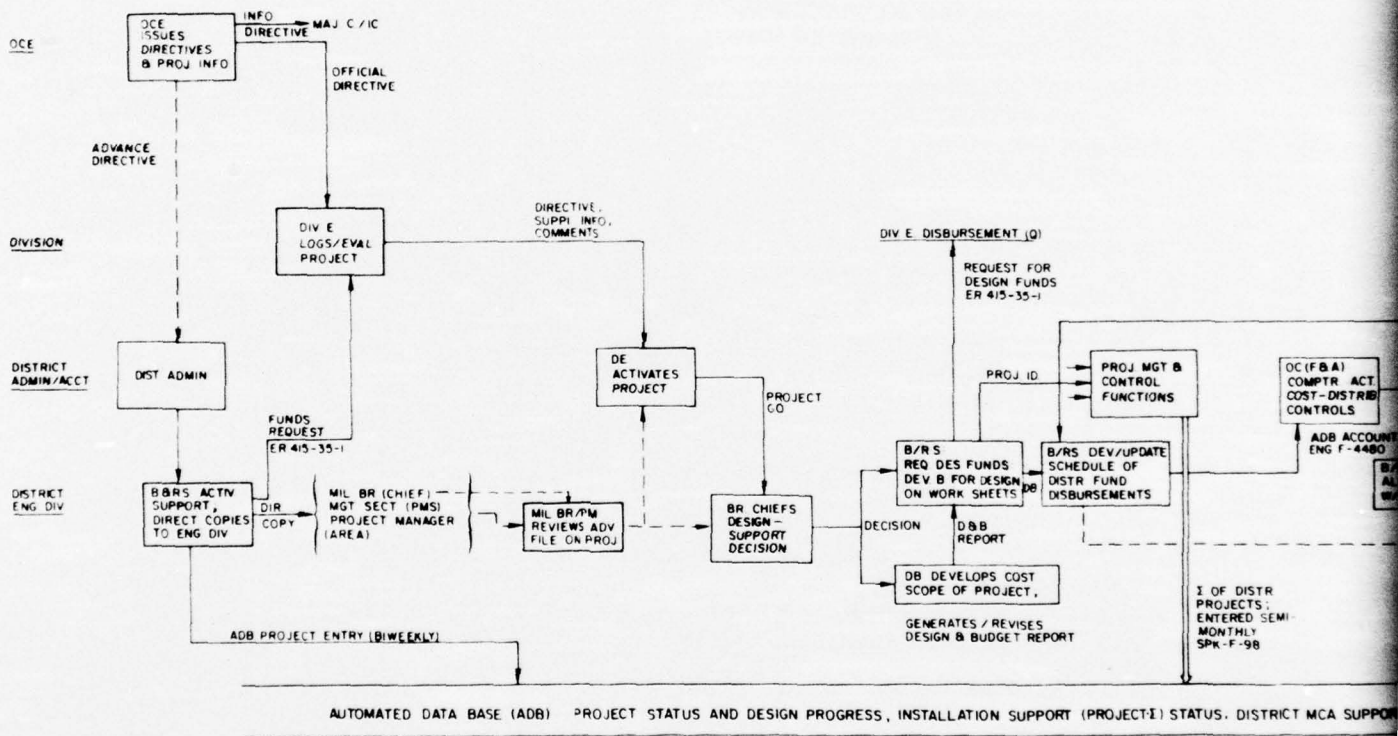 OCE
OCE
ISSUES
DIRECTIVES
& PROJ INFO
INFO
DIRECTIVE
MAJ C/IC
OFFICIAL
DIRECTIVE
ADVANCE
DIRECTIVE
DIVISION
DIV E
LOGS/EVAL
PROJECT
DIRECTIVE,
SUPPL INFO,
COMMENTS
DIV E DISBURSEMENT (Q)
REQUEST FOR
DESIGN FUNDS
ER 415-35-1
DISTRICT
ADMIN/ACCT
DIST ADMIN
DE
ACTIVATES
PROJECT
PROJECT
GO
PROJ ID
PROJ MGT &
CONTROL
FUNCTIONS
OC (F & A)
COMPTR ACT.
COST-DISTRIB
CONTROLS
FUNDS
REQUEST
ER 415-35-1
ADB ACCOUNT
ENG F-4480
DISTRICT
ENG DIV
B&RS ACTIV
SUPPORT,
DIRECT COPIES
TO ENG DIV
DIR
COPY
MIL BR (CHIEF)
MGT SECT (PMS)
PROJECT MANAGER
(AREA)
MIL BR/PM
REVIEWS ADV
FILE ON PROJ
BR CHIEFS
DESIGN-
SUPPORT
DECISION
DECISION
B/RS
REQ DES FUNDS
DEV B FOR DESIGN
ON WORK SHEETS
DB
B/RS DEV/UPDATE
SCHEDULE OF
DISTR FUND
DISBURSEMENTS
D&B
REPORT
DB DEVELOPS COST
SCOPE OF PROJECT,
GENERATES / REVISES
DESIGN & BUDGET REPORT
Σ OF DISTR
PROJECTS;
ENTERED SEMI-
MONTHLY
SPK-F-98
ADB PROJECT ENTRY (BIWEEKLY)
AUTOMATED DATA BASE (ADB) PROJECT STATUS AND DESIGN PROGRESS, INSTALLATION SUPPORT (PROJECT-Σ) STATUS. DISTRICT MCA SUPPOR